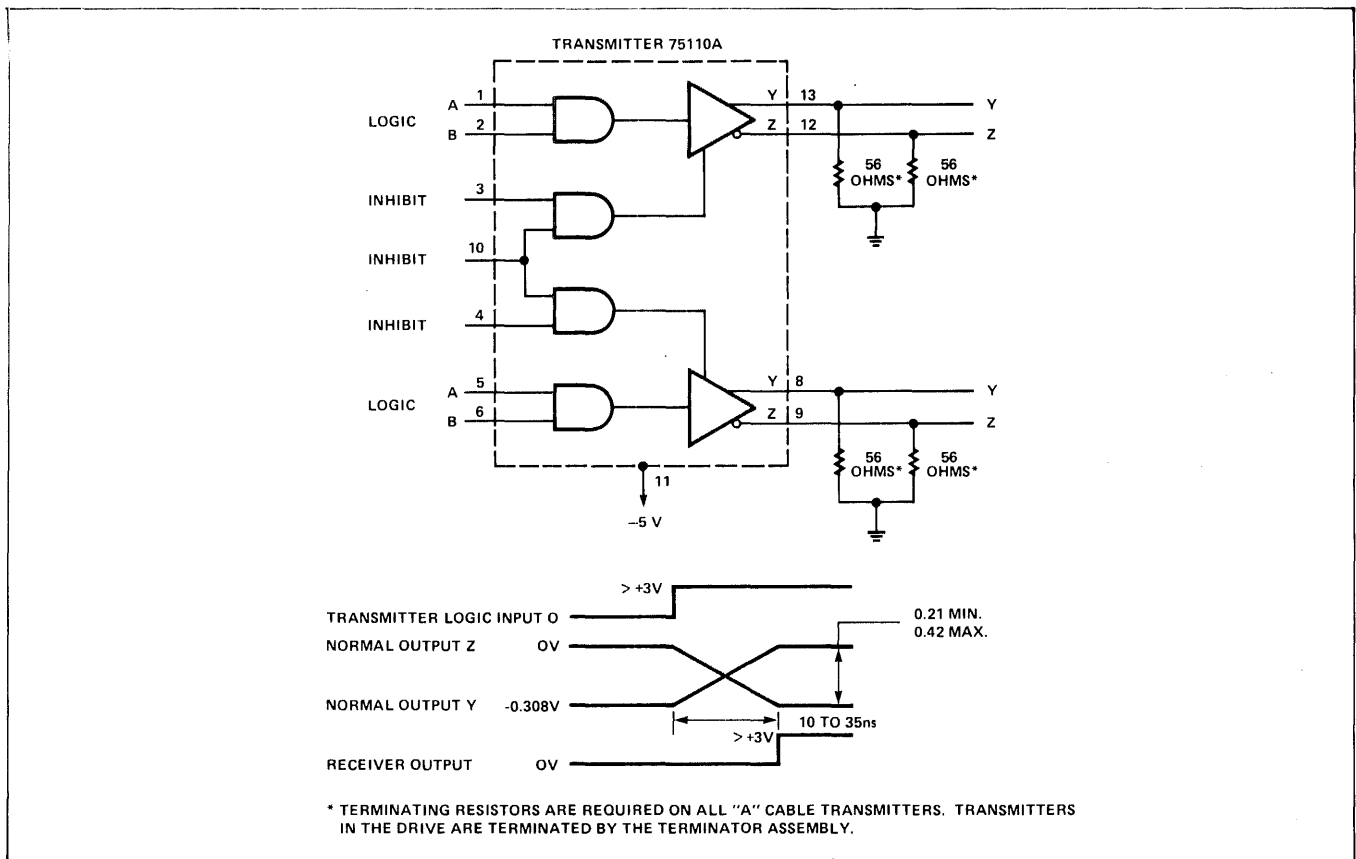 TRANSMITTER 75110A
LOGIC
A 1
B 2
Y 13 Y
Z 12 Z
56 OHMS*
56 OHMS*
INHIBIT 3
INHIBIT 10
INHIBIT 4
LOGIC
A 5
B 6
Y 8 Y
Z 9 Z
56 OHMS*
56 OHMS*
11
–5 V
> +3V
TRANSMITTER LOGIC INPUT O
NORMAL OUTPUT Z 0V
0.21 MIN.
0.42 MAX.
NORMAL OUTPUT Y -0.308V
10 TO 35ns
> +3V
RECEIVER OUTPUT 0V
* TERMINATING RESISTORS ARE REQUIRED ON ALL "A" CABLE TRANSMITTERS. TRANSMITTERS
IN THE DRIVE ARE TERMINATED BY THE TERMINATOR ASSEMBLY.